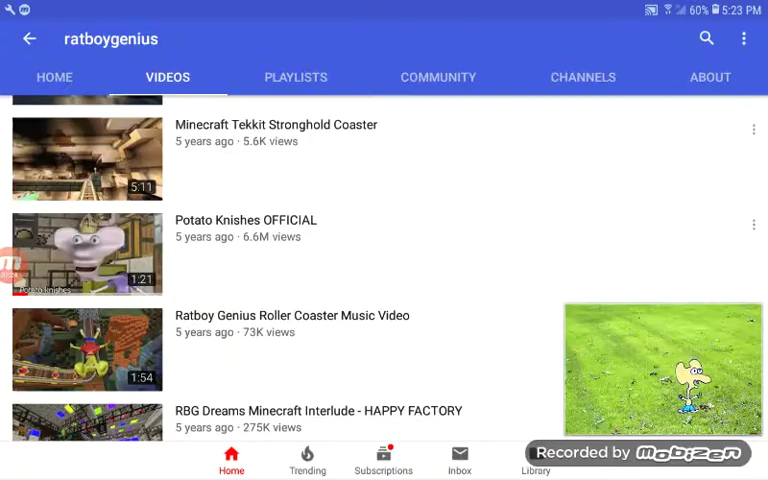 60% 5:23 PM
ratboygenius
HOME VIDEOS PLAYLISTS COMMUNITY CHANNELS ABOUT
Minecraft Tekkit Stronghold Coaster
5 years ago · 5.6K views
5:11
Potato Knishes OFFICIAL
5 years ago · 6.6M views
1:21
Potato knishes
Ratboy Genius Roller Coaster Music Video
5 years ago · 73K views
1:54
RBG Dreams Minecraft Interlude - HAPPY FACTORY
5 years ago · 275K views
Recorded by mobizen
Home Trending Subscriptions Inbox Library